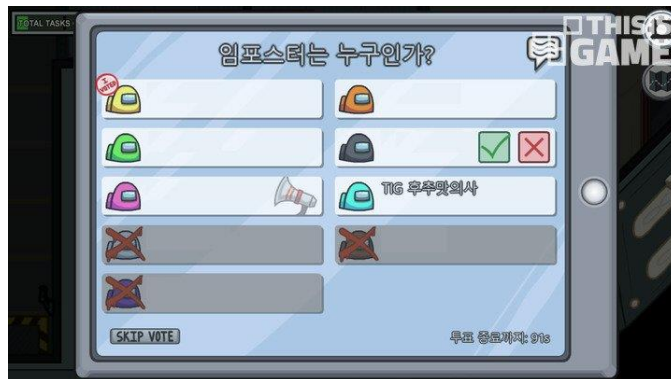 TOTAL TASKS
THIS IS GAME
임포스터는 누구인가?
I VOTED
TIG 후추맛의사
SKIP VOTE
투표 종료까지: 91s